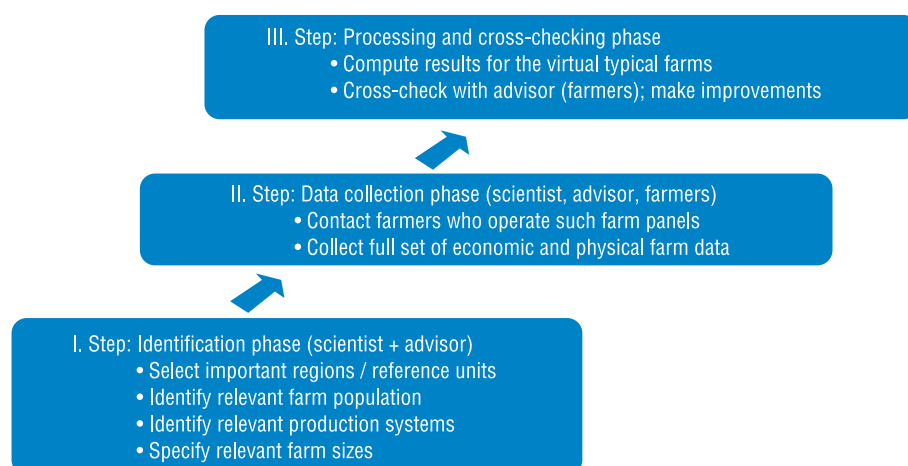 III. Step: Processing and cross-checking phase
• Compute results for the virtual typical farms
• Cross-check with advisor (farmers); make improvements
II. Step: Data collection phase (scientist, advisor, farmers)
• Contact farmers who operate such farm panels
• Collect full set of economic and physical farm data
I. Step: Identification phase (scientist + advisor)
• Select important regions / reference units
• Identify relevant farm population
• Identify relevant production systems
• Specify relevant farm sizes